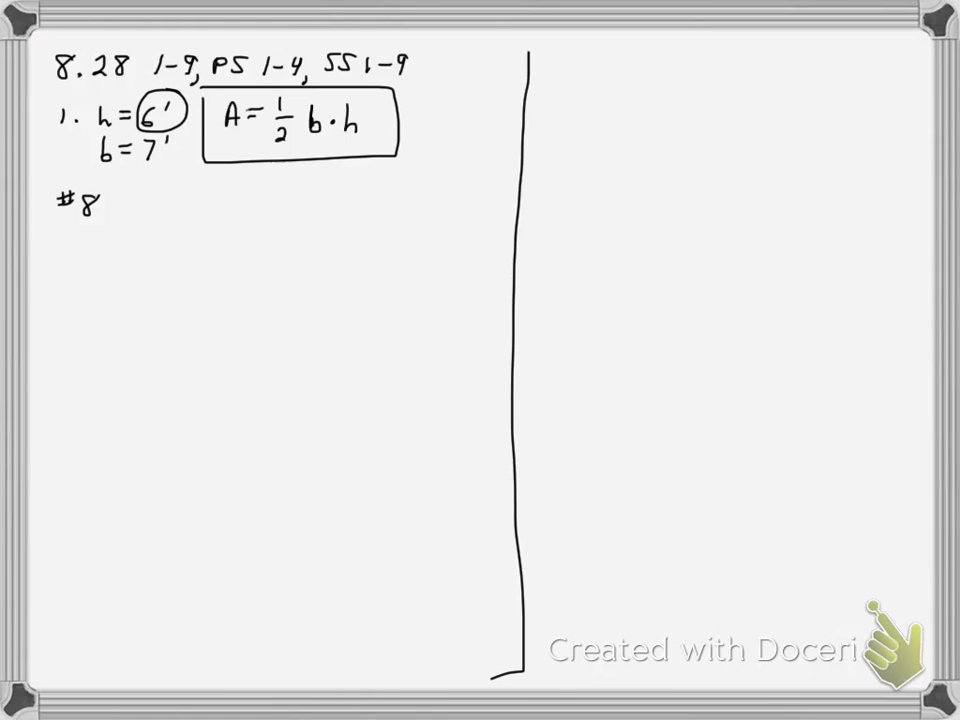 8.28 1-9, PS 1-4, SS 1-9
1. h = 6' A = 1/2 b·h
b = 7'
#8
Created with Doceri